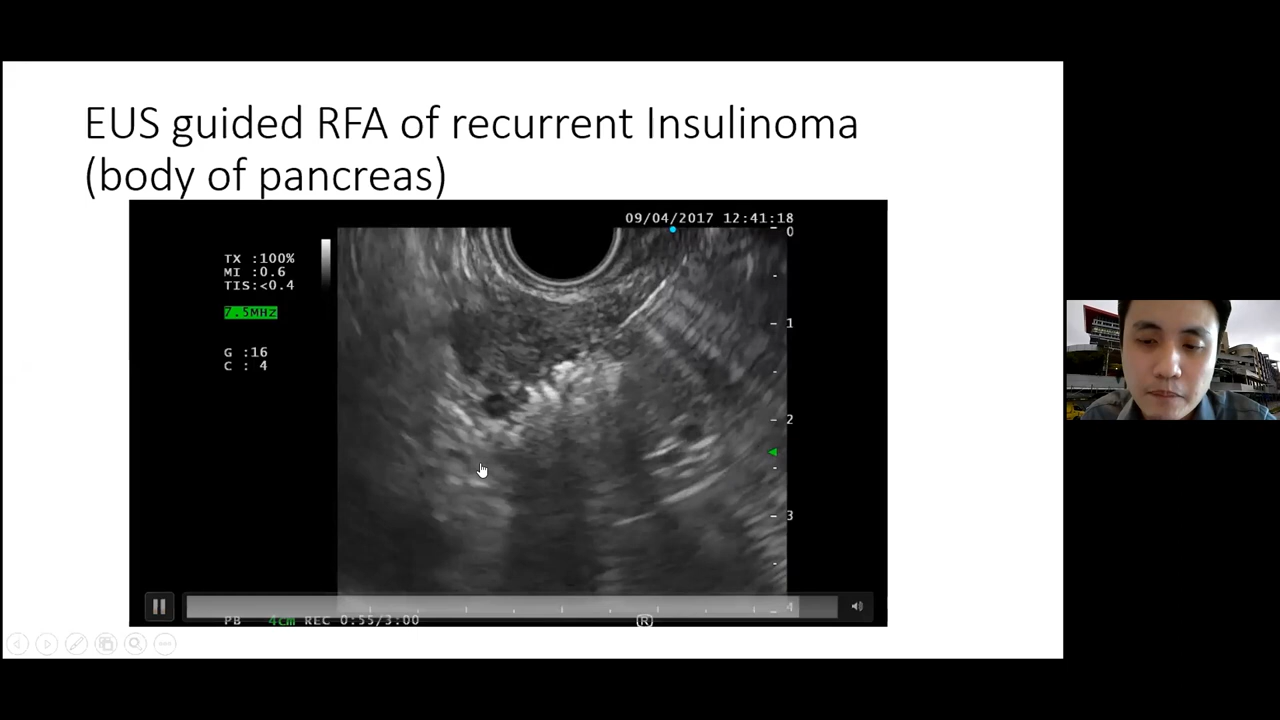 EUS guided RFA of recurrent Insulinoma
(body of pancreas)
09/04/2017 12:41:18
0
TX :100%
MI :0.6
TIS:<0.4
7.5MHz
1
G :16
C : 4
2
3
4
PB 4cm REC 0:55/3:00 (R)